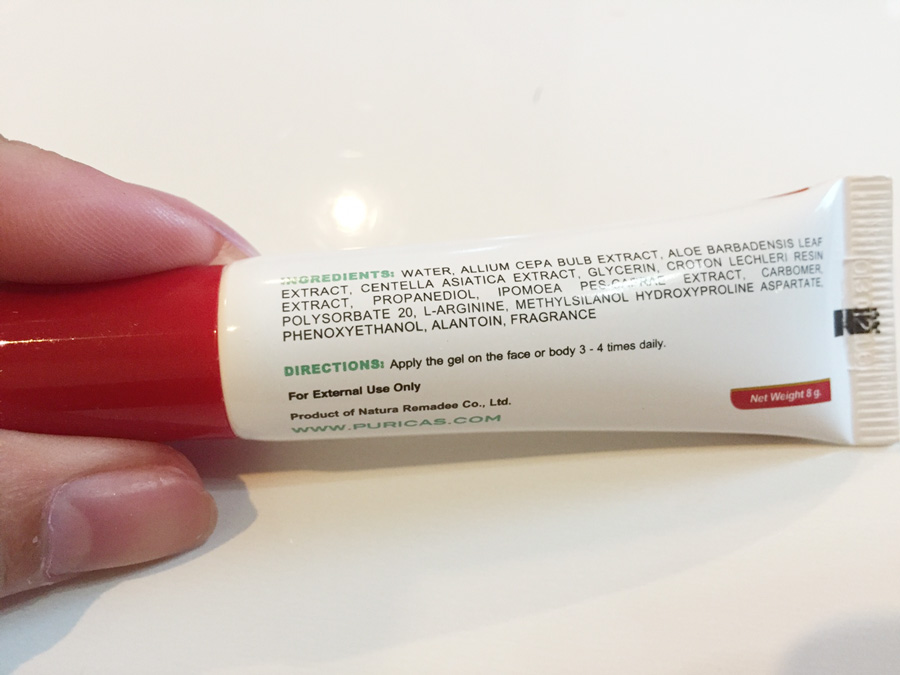 INGREDIENTS: WATER, ALLIUM CEPA BULB EXTRACT, ALOE BARBADENSIS LEAF
EXTRACT, CENTELLA ASIATICA EXTRACT, GLYCERIN, CROTON LECHLERI RESIN
EXTRACT, PROPANEDIOL, IPOMOEA PES-CAPRAE EXTRACT, CARBOMER,
POLYSORBATE 20, L-ARGININE, METHYLSILANOL HYDROXYPROLINE ASPARTATE,
PHENOXYETHANOL, ALANTOIN, FRAGRANCE
DIRECTIONS: Apply the gel on the face or body 3 - 4 times daily.
For External Use Only
Product of Natura Remadee Co., Ltd.
WWW.PURICAS.COM
Net Weight 8 g.